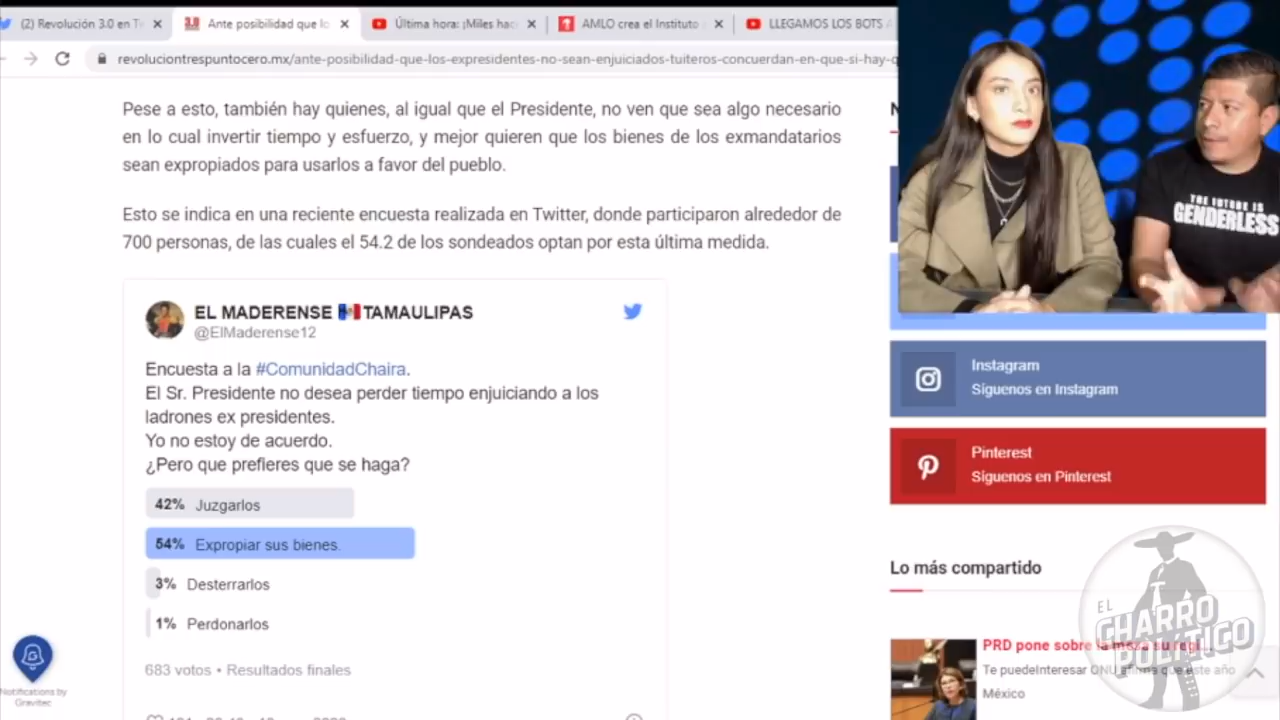 (2) Revolución 3.0 en T
3.0
Ante posibilidad que lo
Última hora: ¡Miles hac
AMLO crea el Instituto
LLEGAMOS LOS BOTS A
revoluciontrespuntocero.mx/ante-posibilidad-que-los-expresidentes-no-sean-enjuiciados-tuiteros-concuerdan-en-que-si-hay-q
Pese a esto, también hay quienes, al igual que el Presidente, no ven que sea algo necesario
en lo cual invertir tiempo y esfuerzo, y mejor quieren que los bienes de los exmandatarios
sean expropiados para usarlos a favor del pueblo.
Esto se indica en una reciente encuesta realizada en Twitter, donde participaron alrededor de
700 personas, de las cuales el 54.2 de los sondeados optan por esta última medida.
EL MADERENSE TAMAULIPAS
@ElMaderense12
Encuesta a la #ComunidadChaira.
El Sr. Presidente no desea perder tiempo enjuiciando a los
ladrones ex presidentes.
Yo no estoy de acuerdo.
¿Pero que prefieres que se haga?
42% Juzgarlos
54% Expropiar sus bienes.
3% Desterrarlos
1% Perdonarlos
683 votos • Resultados finales
Notifications by
Gravitec
THE FUTURE IS
GENDERLESS
Instagram
Síguenos en Instagram
Pinterest
Síguenos en Pinterest
Lo más compartido
PRD pone sobre la mesa su regi...
Te puedeInteresar ONU afirma que este año
México
EL
CHARRO
POLÍTICO